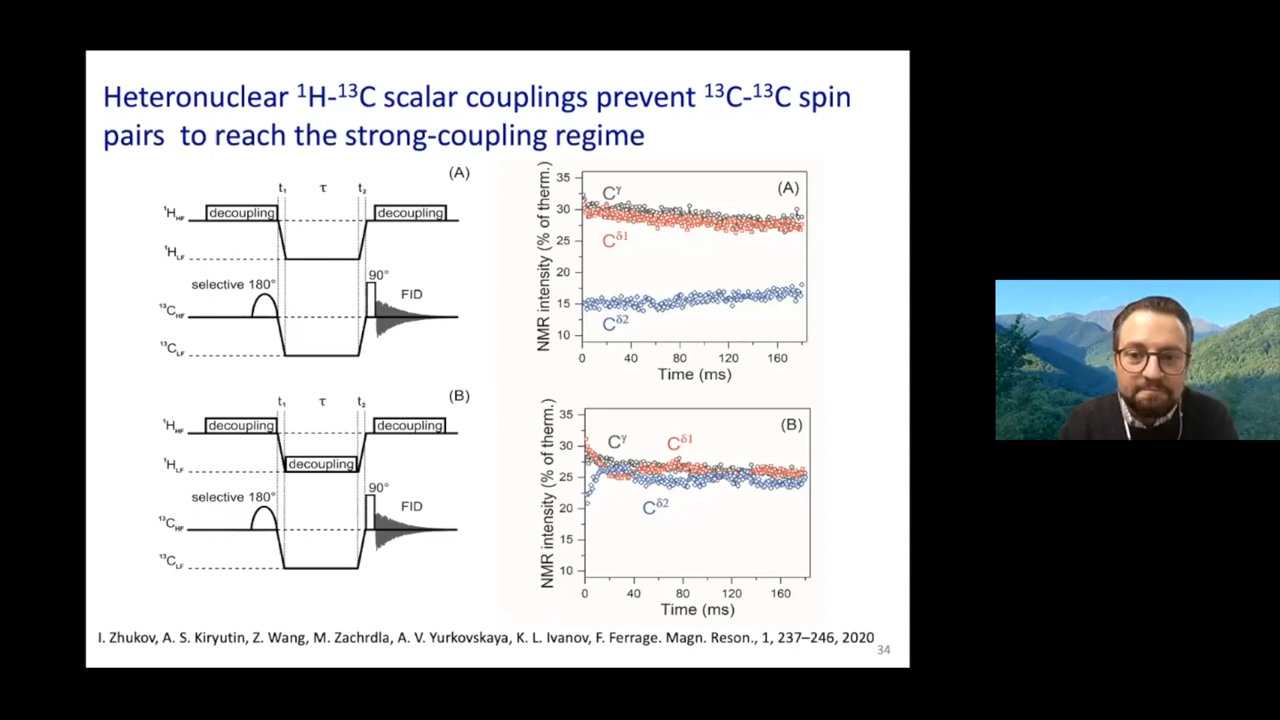 Heteronuclear ¹H-¹³C scalar couplings prevent ¹³C-¹³C spin
pairs to reach the strong-coupling regime
(A)
t₁ τ t₂
¹H_HF decoupling decoupling
¹H_LF
selective 180° 90°
FID
¹³C_HF
¹³C_LF
(B)
t₁ τ t₂
¹H_HF decoupling decoupling
¹H_LF decoupling
selective 180° 90°
FID
¹³C_HF
¹³C_LF
NMR intensity (% of therm.)
35
30
25
20
15
10
(A)
Cᵞ
Cᵟ¹
Cᵟ²
0 40 80 120 160
Time (ms)
NMR intensity (% of therm.)
35
30
25
20
15
10
(B)
Cᵞ Cᵟ¹
Cᵟ²
0 40 80 120 160
Time (ms)
I. Zhukov, A. S. Kiryutin, Z. Wang, M. Zachrdla, A. V. Yurkovskaya, K. L. Ivanov, F. Ferrage. Magn. Reson., 1, 237–246, 2020
34